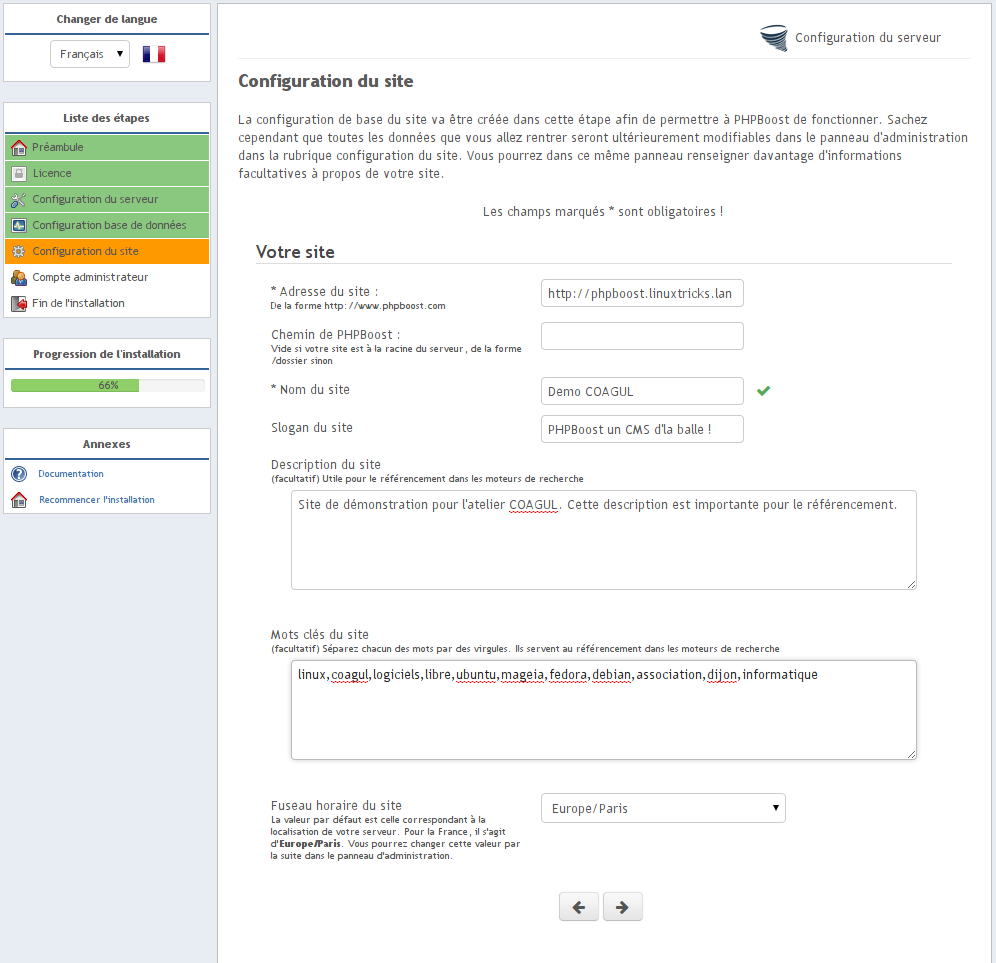 Changer de langue
Français
Liste des étapes
Préambule
Licence
Configuration du serveur
Configuration base de données
Configuration du site
Compte administrateur
Fin de l'installation
Progression de l'installation
66%
Annexes
Documentation
Recommencer l'installation
Configuration du serveur
Configuration du site
La configuration de base du site va être créée dans cette étape afin de permettre à PHPBoost de fonctionner. Sachez
cependant que toutes les données que vous allez rentrer seront ultérieurement modifiables dans le panneau d'administration
dans la rubrique configuration du site. Vous pourrez dans ce même panneau renseigner davantage d'informations
facultatives à propos de votre site.
Les champs marqués * sont obligatoires !
Votre site
* Adresse du site :
De la forme http://www.phpboost.com
http://phpboost.linuxtricks.lan
Chemin de PHPBoost :
Vide si votre site est à la racine du serveur, de la forme
/dossier sinon
* Nom du site
Demo COAGUL
Slogan du site
PHPBoost un CMS d'la balle !
Description du site
(facultatif) Utile pour le référencement dans les moteurs de recherche
Site de démonstration pour l'atelier COAGUL. Cette description est importante pour le référencement.
Mots clés du site
(facultatif) Séparez chacun des mots par des virgules. Ils servent au référencement dans les moteurs de recherche
linux,coagul,logiciels,libre,ubuntu,mageia,fedora,debian,association,dijon,informatique
Fuseau horaire du site
La valeur par défaut est celle correspondant à la
localisation de votre serveur. Pour la France, il s'agit
d'Europe/Paris. Vous pourrez changer cette valeur par
la suite dans le panneau d'administration.
Europe/Paris